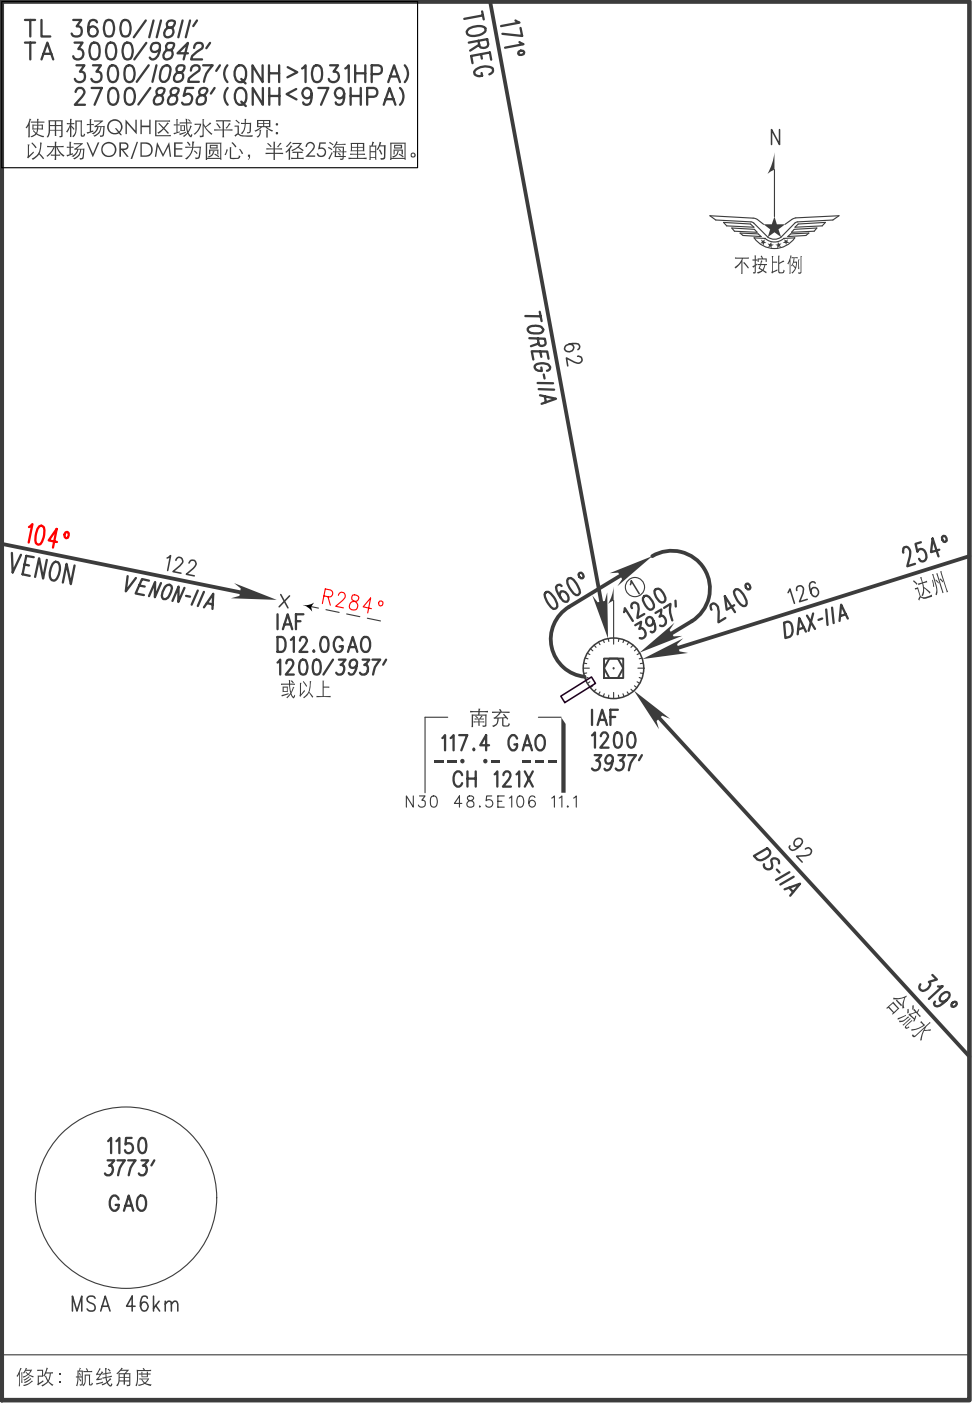 TL 3600/11811′
TA 3000/9842′
3300/10827′(QNH>1031HPA)
2700/8858′(QNH<979HPA)
使用机场QNH区域水平边界:
以本场VOR/DME为圆心，半径25海里的圆。
171°
TOREG
N
不按比例
TOREG-11A
62
104°
VENON
122
VENON-11A
R284°
IAF
D12.0GAO
1200/3937′
或以上
060°
1
1200
3937′
240°
254°
达州
126
DAX-11A
南充
117.4 GAO
CH 121X
N30 48.5E106 11.1
IAF
1200
3937′
92
DS-11A
319°
合流水
1150
3773′
GAO
MSA 46km
修改：航线角度